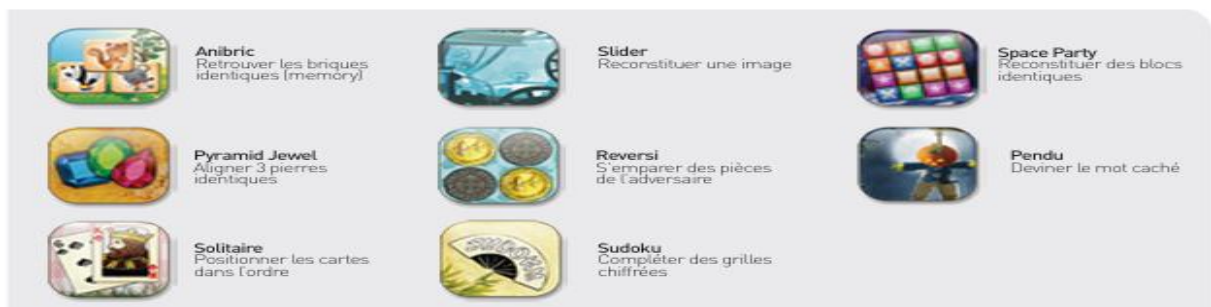 Anibric
Retrouver les briques
identiques (memory)
Slider
Reconstituer une image
Space Party
Reconstituer des blocs
identiques
Pyramid Jewel
Aligner 3 pierres
identiques
Reversi
S'emparer des pièces
de l'adversaire
Pendu
Deviner le mot caché
Solitaire
Positionner les cartes
dans l'ordre
Sudoku
Compléter des grilles
chiffrées